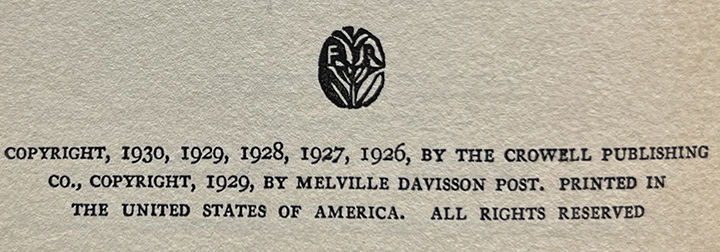 F R
COPYRIGHT, 1930, 1929, 1928, 1927, 1926, BY THE CROWELL PUBLISHING
CO., COPYRIGHT, 1929, BY MELVILLE DAVISSON POST. PRINTED IN
THE UNITED STATES OF AMERICA. ALL RIGHTS RESERVED